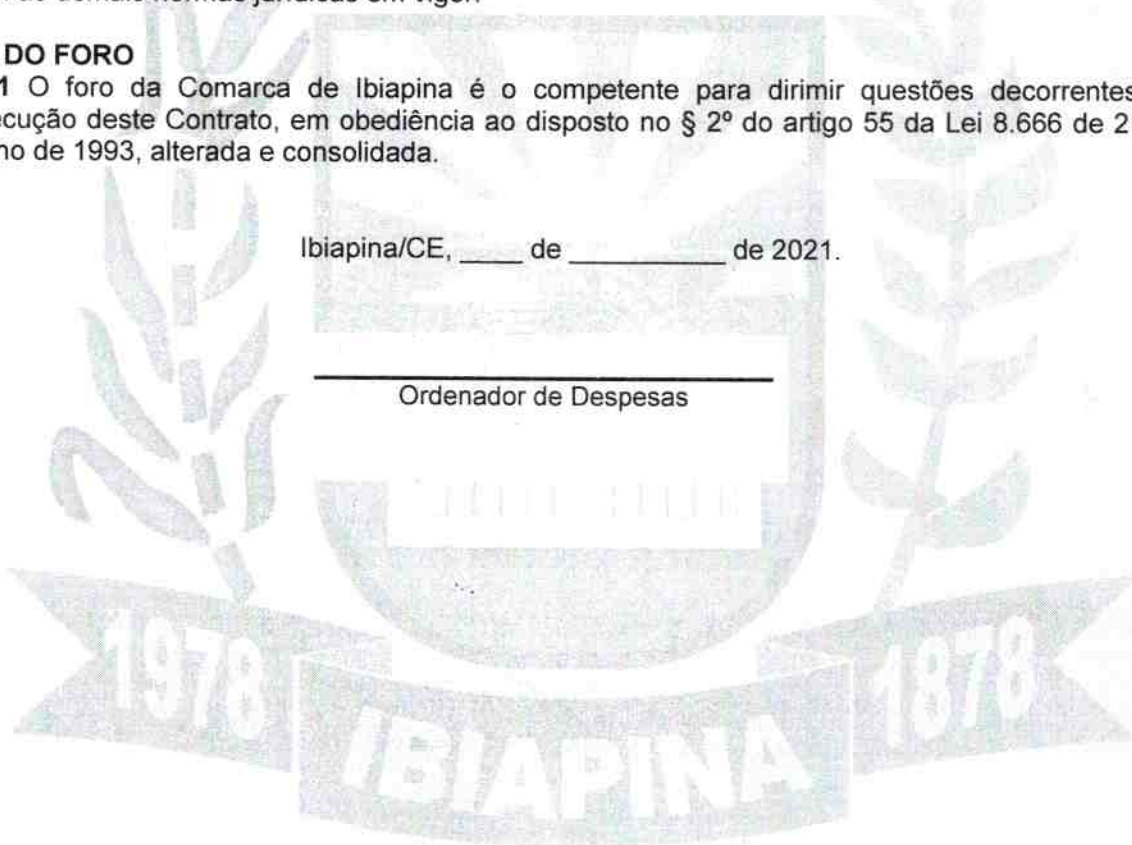 DO FORO
1 O foro da Comarca de Ibiapina é o competente para dirimir questões decorrentes
ecução deste Contrato, em obediência ao disposto no § 2º do artigo 55 da Lei 8.666 de 2
ho de 1993, alterada e consolidada.
Ibiapina/CE, ____ de _________ de 2021.
Ordenador de Despesas
1978
1878
IBIAPINA